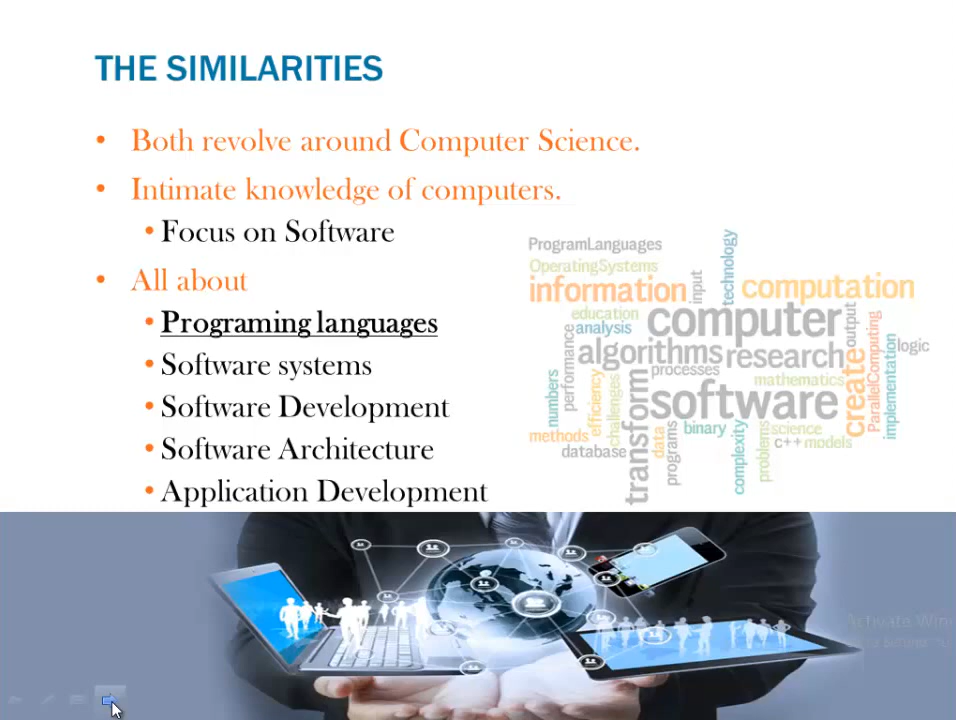 THE SIMILARITIES
• Both revolve around Computer Science.
• Intimate knowledge of computers.
• Focus on Software
• All about
• Programing languages
• Software systems
• Software Development
• Software Architecture
• Application Development
ProgramLanguages
OperatingSystems
information
input
technology
computation
education
analysis
computer
output
performance
algorithms
research
processes
create
ParallelComputing
implementation
logic
numbers
efficiency
challenges
transform
software
mathematics
methods
database
data
programs
binary
complexity
problems
science
c++ models
Activate Win